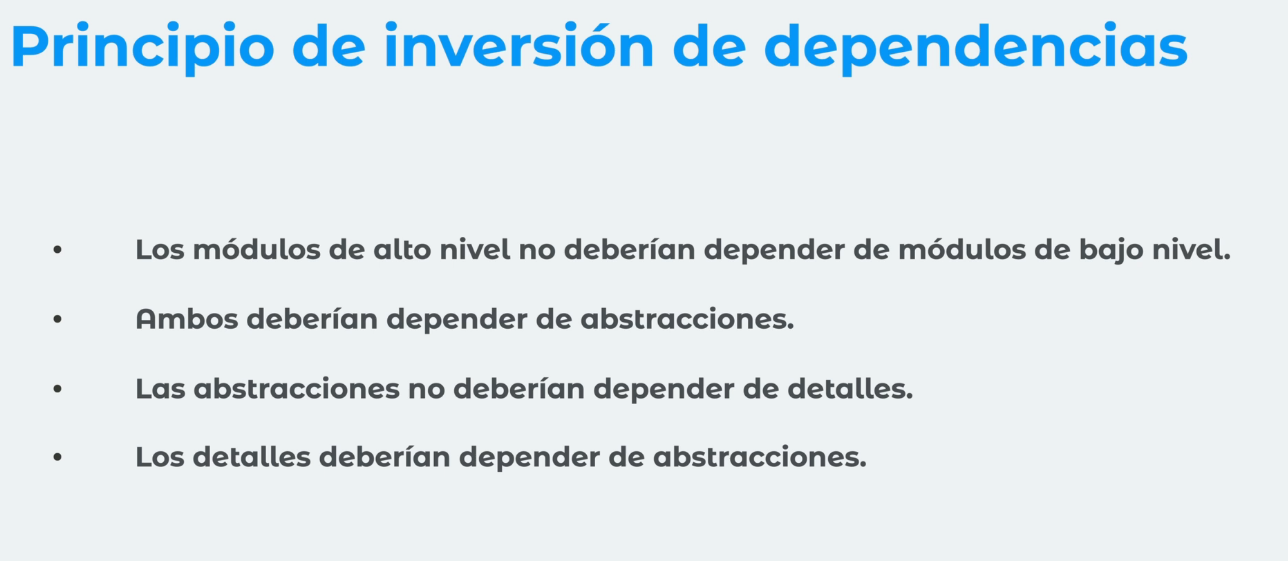 Principio de inversión de dependencias
• Los módulos de alto nivel no deberían depender de módulos de bajo nivel.
• Ambos deberían depender de abstracciones.
• Las abstracciones no deberían depender de detalles.
• Los detalles deberían depender de abstracciones.